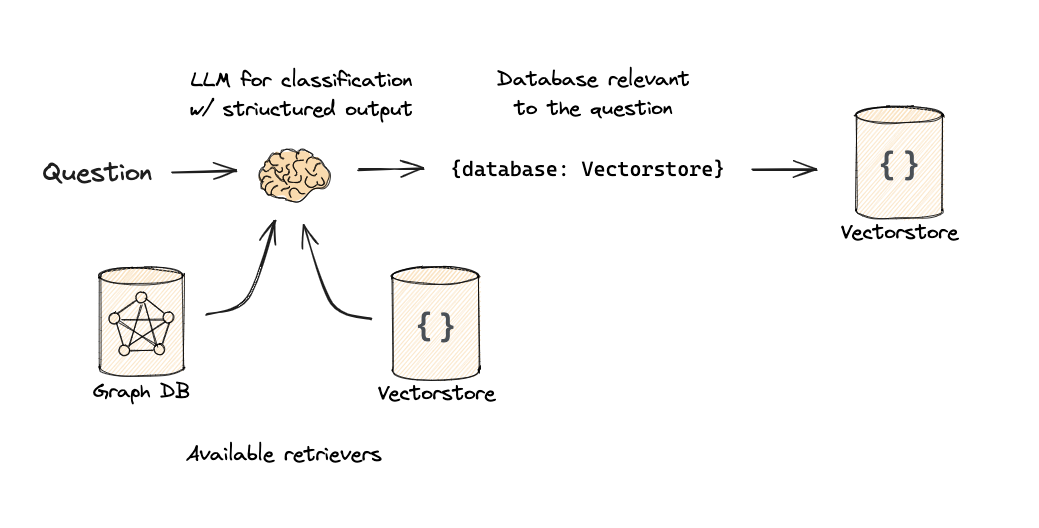 LLM for classification
w/ striuctured output
Database relevant
to the question
Question
{database: Vectorstore}
{ }
Vectorstore
{ }
Graph DB
Vectorstore
Available retrievers